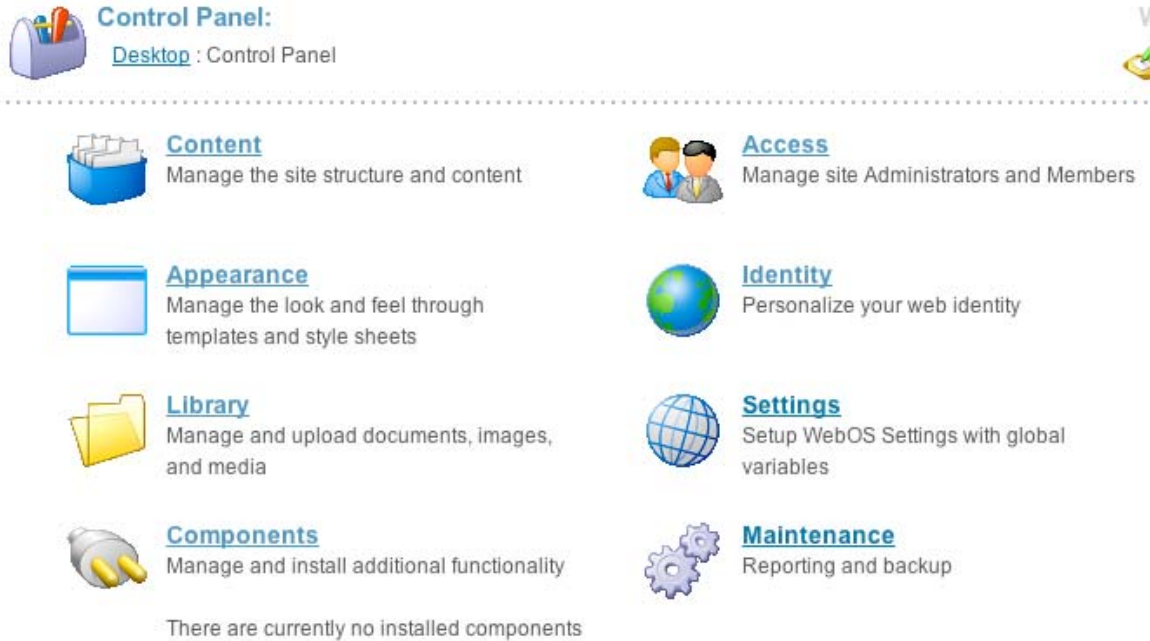 Control Panel:
Desktop : Control Panel
Content
Manage the site structure and content
Access
Manage site Administrators and Members
Appearance
Manage the look and feel through
templates and style sheets
Identity
Personalize your web identity
Library
Manage and upload documents, images,
and media
Settings
Setup WebOS Settings with global
variables
Components
Manage and install additional functionality
There are currently no installed components
Maintenance
Reporting and backup